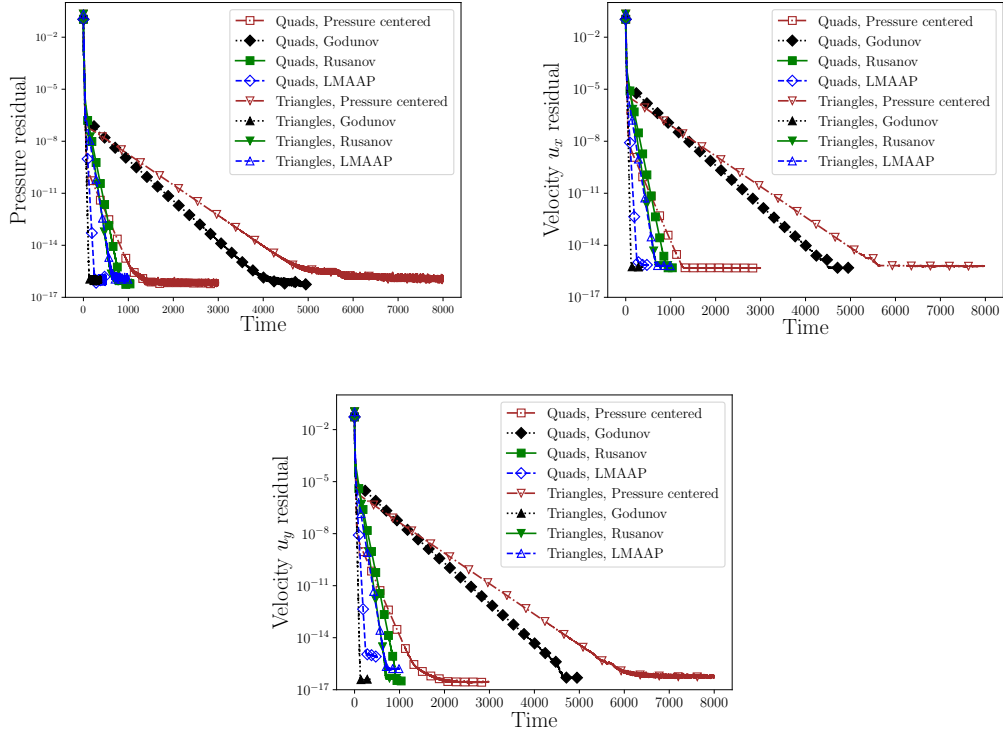 Pressure residual
10⁻²
10⁻⁵
10⁻⁸
10⁻¹¹
10⁻¹⁴
10⁻¹⁷
Quads, Pressure centered
Quads, Godunov
Quads, Rusanov
Quads, LMAAP
Triangles, Pressure centered
Triangles, Godunov
Triangles, Rusanov
Triangles, LMAAP
0 1000 2000 3000 4000 5000 6000 7000 8000
Time
Velocity uₓ residual
10⁻²
10⁻⁵
10⁻⁸
10⁻¹¹
10⁻¹⁴
10⁻¹⁷
Quads, Pressure centered
Quads, Godunov
Quads, Rusanov
Quads, LMAAP
Triangles, Pressure centered
Triangles, Godunov
Triangles, Rusanov
Triangles, LMAAP
0 1000 2000 3000 4000 5000 6000 7000 8000
Time
Velocity u_y residual
10⁻²
10⁻⁵
10⁻⁸
10⁻¹¹
10⁻¹⁴
10⁻¹⁷
Quads, Pressure centered
Quads, Godunov
Quads, Rusanov
Quads, LMAAP
Triangles, Pressure centered
Triangles, Godunov
Triangles, Rusanov
Triangles, LMAAP
0 1000 2000 3000 4000 5000 6000 7000 8000
Time